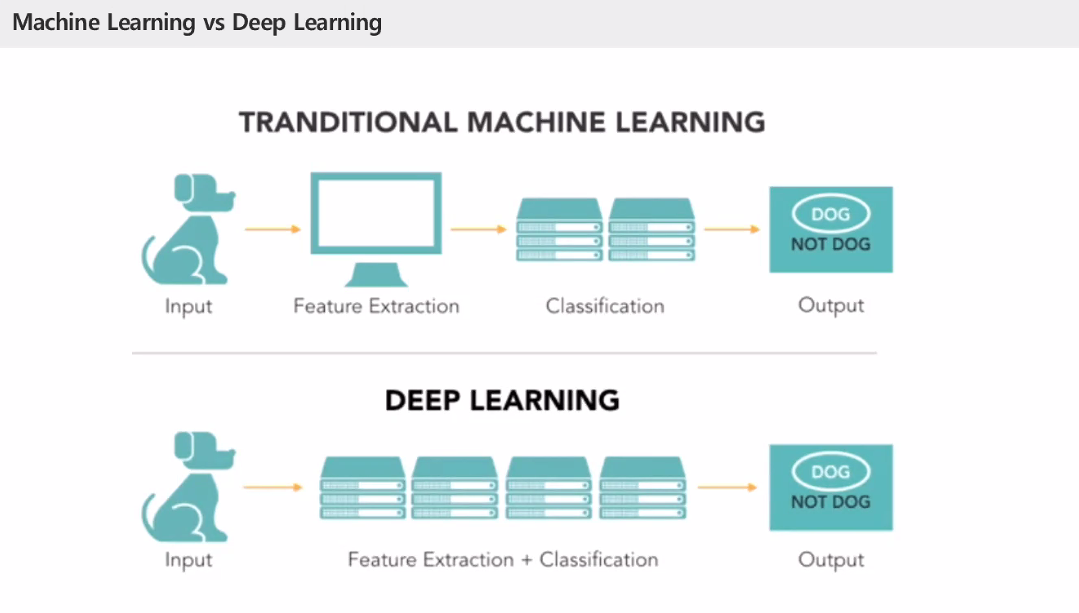 Machine Learning vs Deep Learning
TRANDITIONAL MACHINE LEARNING
DOG
NOT DOG
Input
Feature Extraction
Classification
Output
DEEP LEARNING
DOG
NOT DOG
Input
Feature Extraction + Classification
Output